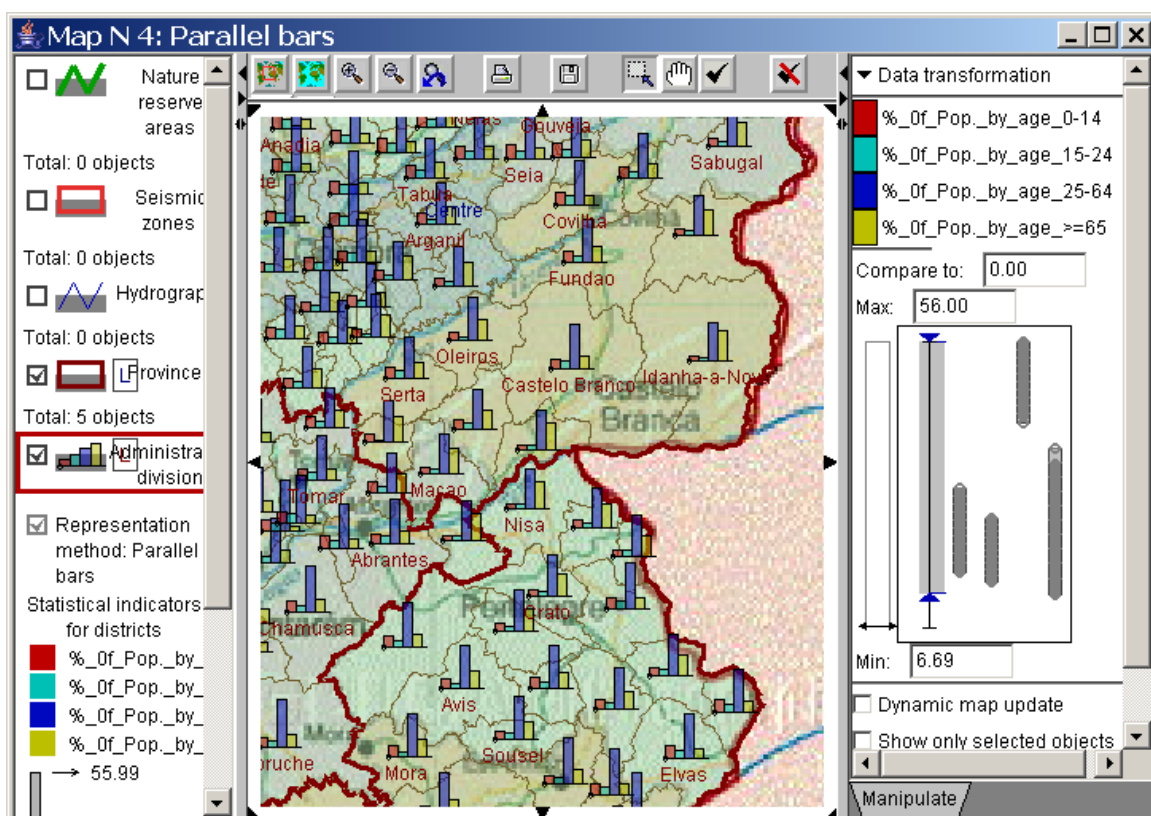 Map N 4: Parallel bars
Nature
reserve
areas
Total: 0 objects
Seismic
zones
Total: 0 objects
Hydrograp
Total: 0 objects
L
Province
Total: 5 objects
L
Administra
division
Representation
method: Parallel
bars
Statistical indicators
for districts
%_0f_Pop._by_
%_0f_Pop._by_
%_0f_Pop._by_
%_0f_Pop._by_
55.99
Nelas
Gouveia
Anadia
Seia
Sabugal
Tabua
Centre
Covilha
Arganil
Fundao
Oleiros
Castelo Branco
Idanha-a-Nova
Serta
Castelo
Branca
Tomar
Macao
Nisa
Abrantes
Crato
Chamusca
Avis
Sousel
Mora
Elvas
oruche
Data transformation
%_0f_Pop._by_age_0-14
%_0f_Pop._by_age_15-24
%_0f_Pop._by_age_25-64
%_0f_Pop._by_age_>=65
Compare to: 0.00
Max: 56.00
Min: 6.69
Dynamic map update
Show only selected objects
Manipulate